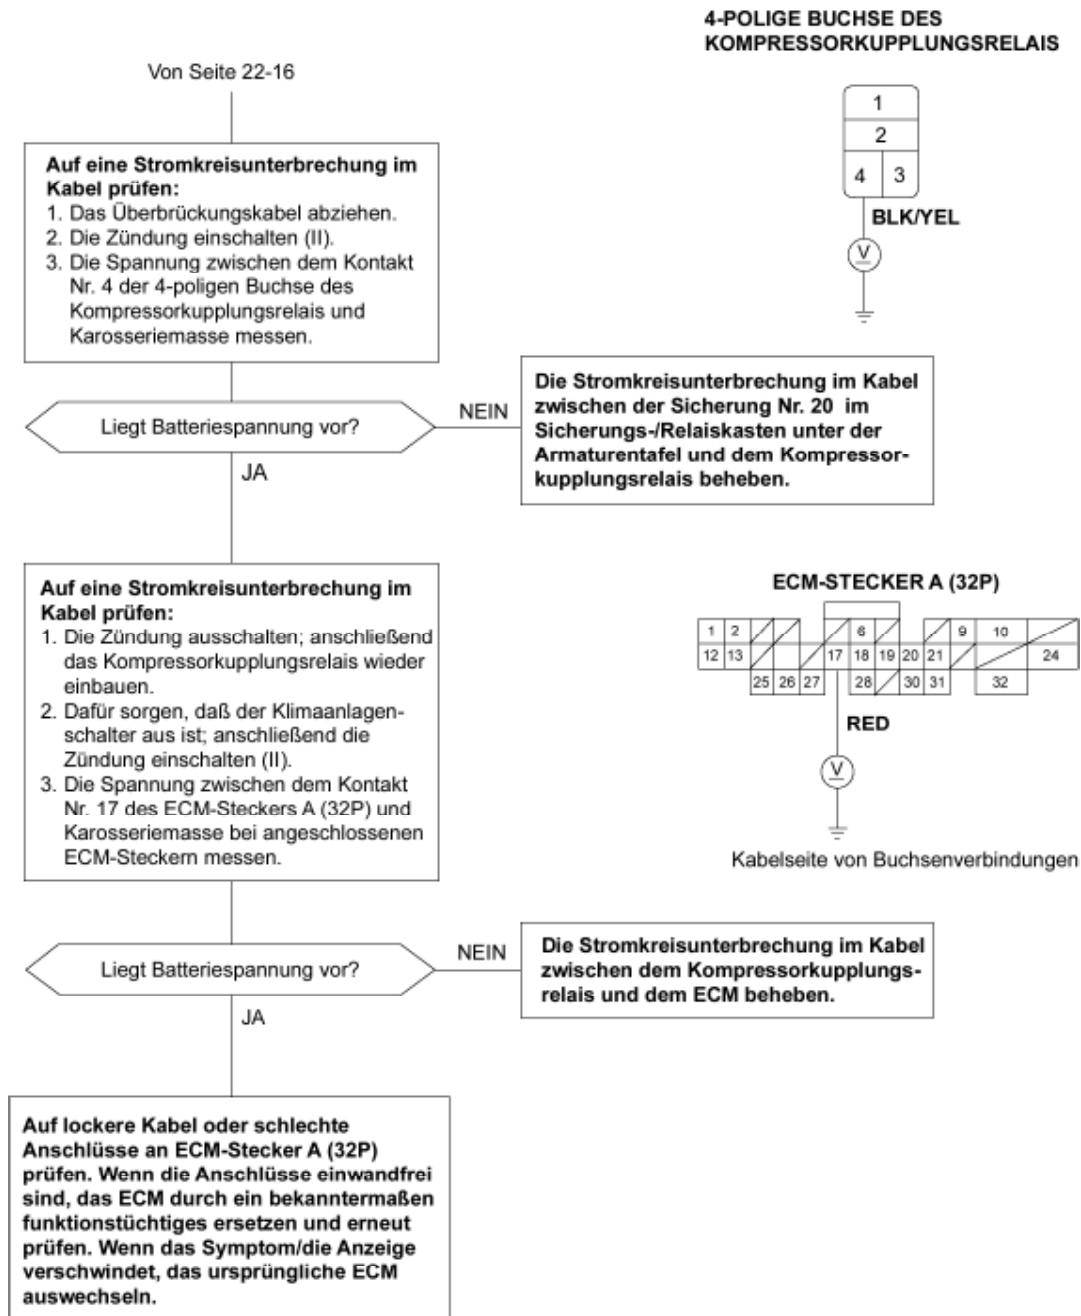 4-POLIGE BUCHSE DES
KOMPRESSORKUPPLUNGSRELAIS
Von Seite 22-16
1
2
4 3
BLK/YEL
V
Auf eine Stromkreisunterbrechung im
Kabel prüfen:
1. Das Überbrückungskabel abziehen.
2. Die Zündung einschalten (II).
3. Die Spannung zwischen dem Kontakt
Nr. 4 der 4-poligen Buchse des
Kompressorkupplungsrelais und
Karosseriemasse messen.
Liegt Batteriespannung vor?
NEIN
Die Stromkreisunterbrechung im Kabel
zwischen der Sicherung Nr. 20 im
Sicherungs-/Relaiskasten unter der
Armaturentafel und dem Kompressor-
kupplungsrelais beheben.
JA
Auf eine Stromkreisunterbrechung im
Kabel prüfen:
1. Die Zündung ausschalten; anschließend
das Kompressorkupplungsrelais wieder
einbauen.
2. Dafür sorgen, daß der Klimaanlagen-
schalter aus ist; anschließend die
Zündung einschalten (II).
3. Die Spannung zwischen dem Kontakt
Nr. 17 des ECM-Steckers A (32P) und
Karosseriemasse bei angeschlossenen
ECM-Steckern messen.
ECM-STECKER A (32P)
1 2 6 9 10
12 13 17 18 19 20 21 24
25 26 27 28 30 31 32
RED
V
Kabelseite von Buchsenverbindungen
Liegt Batteriespannung vor?
NEIN
Die Stromkreisunterbrechung im Kabel
zwischen dem Kompressorkupplungs-
relais und dem ECM beheben.
JA
Auf lockere Kabel oder schlechte
Anschlüsse an ECM-Stecker A (32P)
prüfen. Wenn die Anschlüsse einwandfrei
sind, das ECM durch ein bekanntermaßen
funktionstüchtiges ersetzen und erneut
prüfen. Wenn das Symptom/die Anzeige
verschwindet, das ursprüngliche ECM
auswechseln.